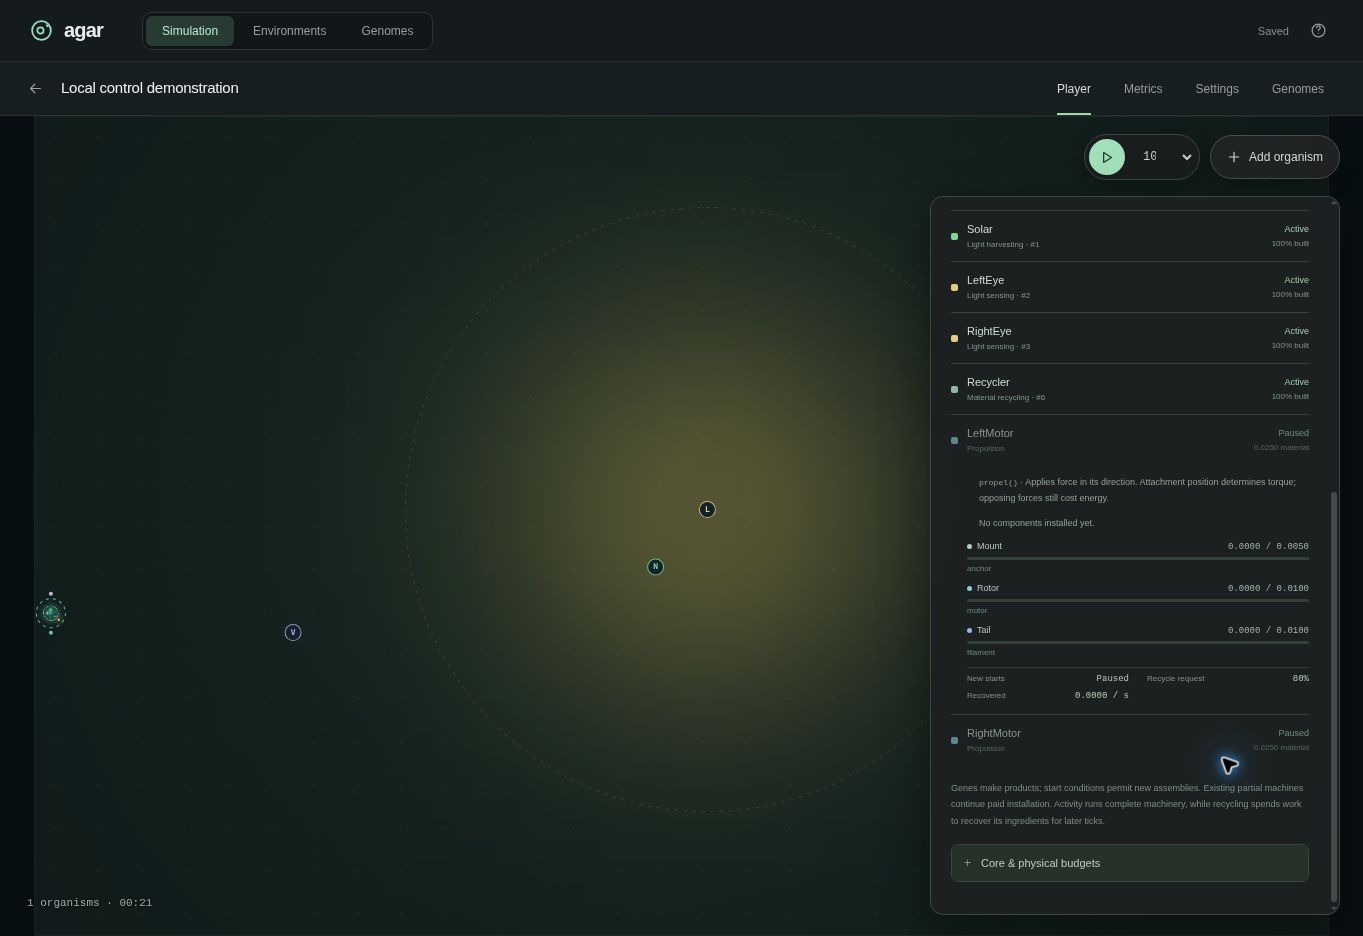 agar
Simulation
Environments
Genomes
Saved
Local control demonstration
Player
Metrics
Settings
Genomes
10
Add organism
Solar
Active
Light harvesting · #1
100% built
LeftEye
Active
Light sensing · #2
100% built
RightEye
Active
Light sensing · #3
100% built
Recycler
Active
Material recycling · #6
100% built
LeftMotor
Paused
Propulsion
0.0250 material
propel() · Applies force in its direction. Attachment position determines torque;
opposing forces still cost energy.
No components installed yet.
Mount
0.0000 / 0.0050
anchor
Rotor
0.0000 / 0.0100
motor
Tail
0.0000 / 0.0100
filament
New starts
Paused
Recycle request
80%
Recovered
0.0000 / s
RightMotor
Paused
Propulsion
0.0250 material
Genes make products; start conditions permit new assemblies. Existing partial machines
continue paid installation. Activity runs complete machinery, while recycling spends work
to recover its ingredients for later ticks.
+ Core & physical budgets
L
N
V
1 organisms · 00:21